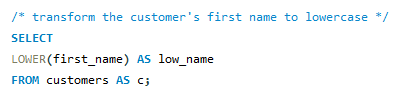 /* transform the customer's first name to lowercase */
SELECT
LOWER(first_name) AS low_name
FROM customers AS c;